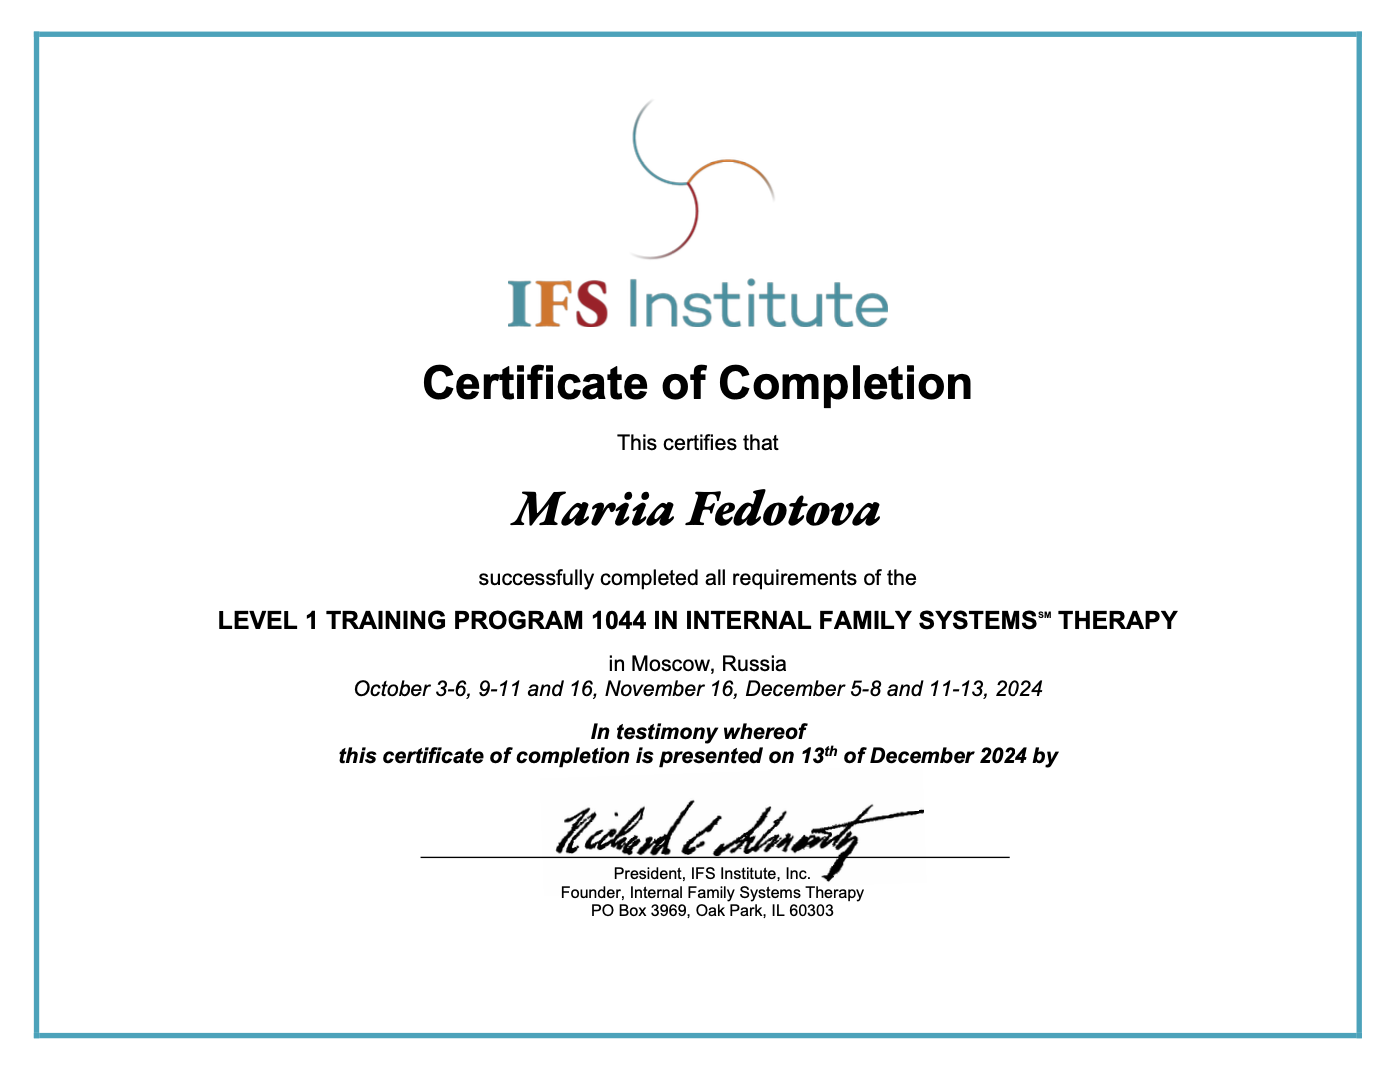 IFS Institute
Certificate of Completion
This certifies that
Mariia Fedotova
successfully completed all requirements of the
LEVEL 1 TRAINING PROGRAM 1044 IN INTERNAL FAMILY SYSTEMS℠ THERAPY
in Moscow, Russia
October 3-6, 9-11 and 16, November 16, December 5-8 and 11-13, 2024
In testimony whereof
this certificate of completion is presented on 13th of December 2024 by
Richard C
President, IFS Institute, Inc.
Founder, Internal Family Systems Therapy
PO Box 3969, Oak Park, IL 60303